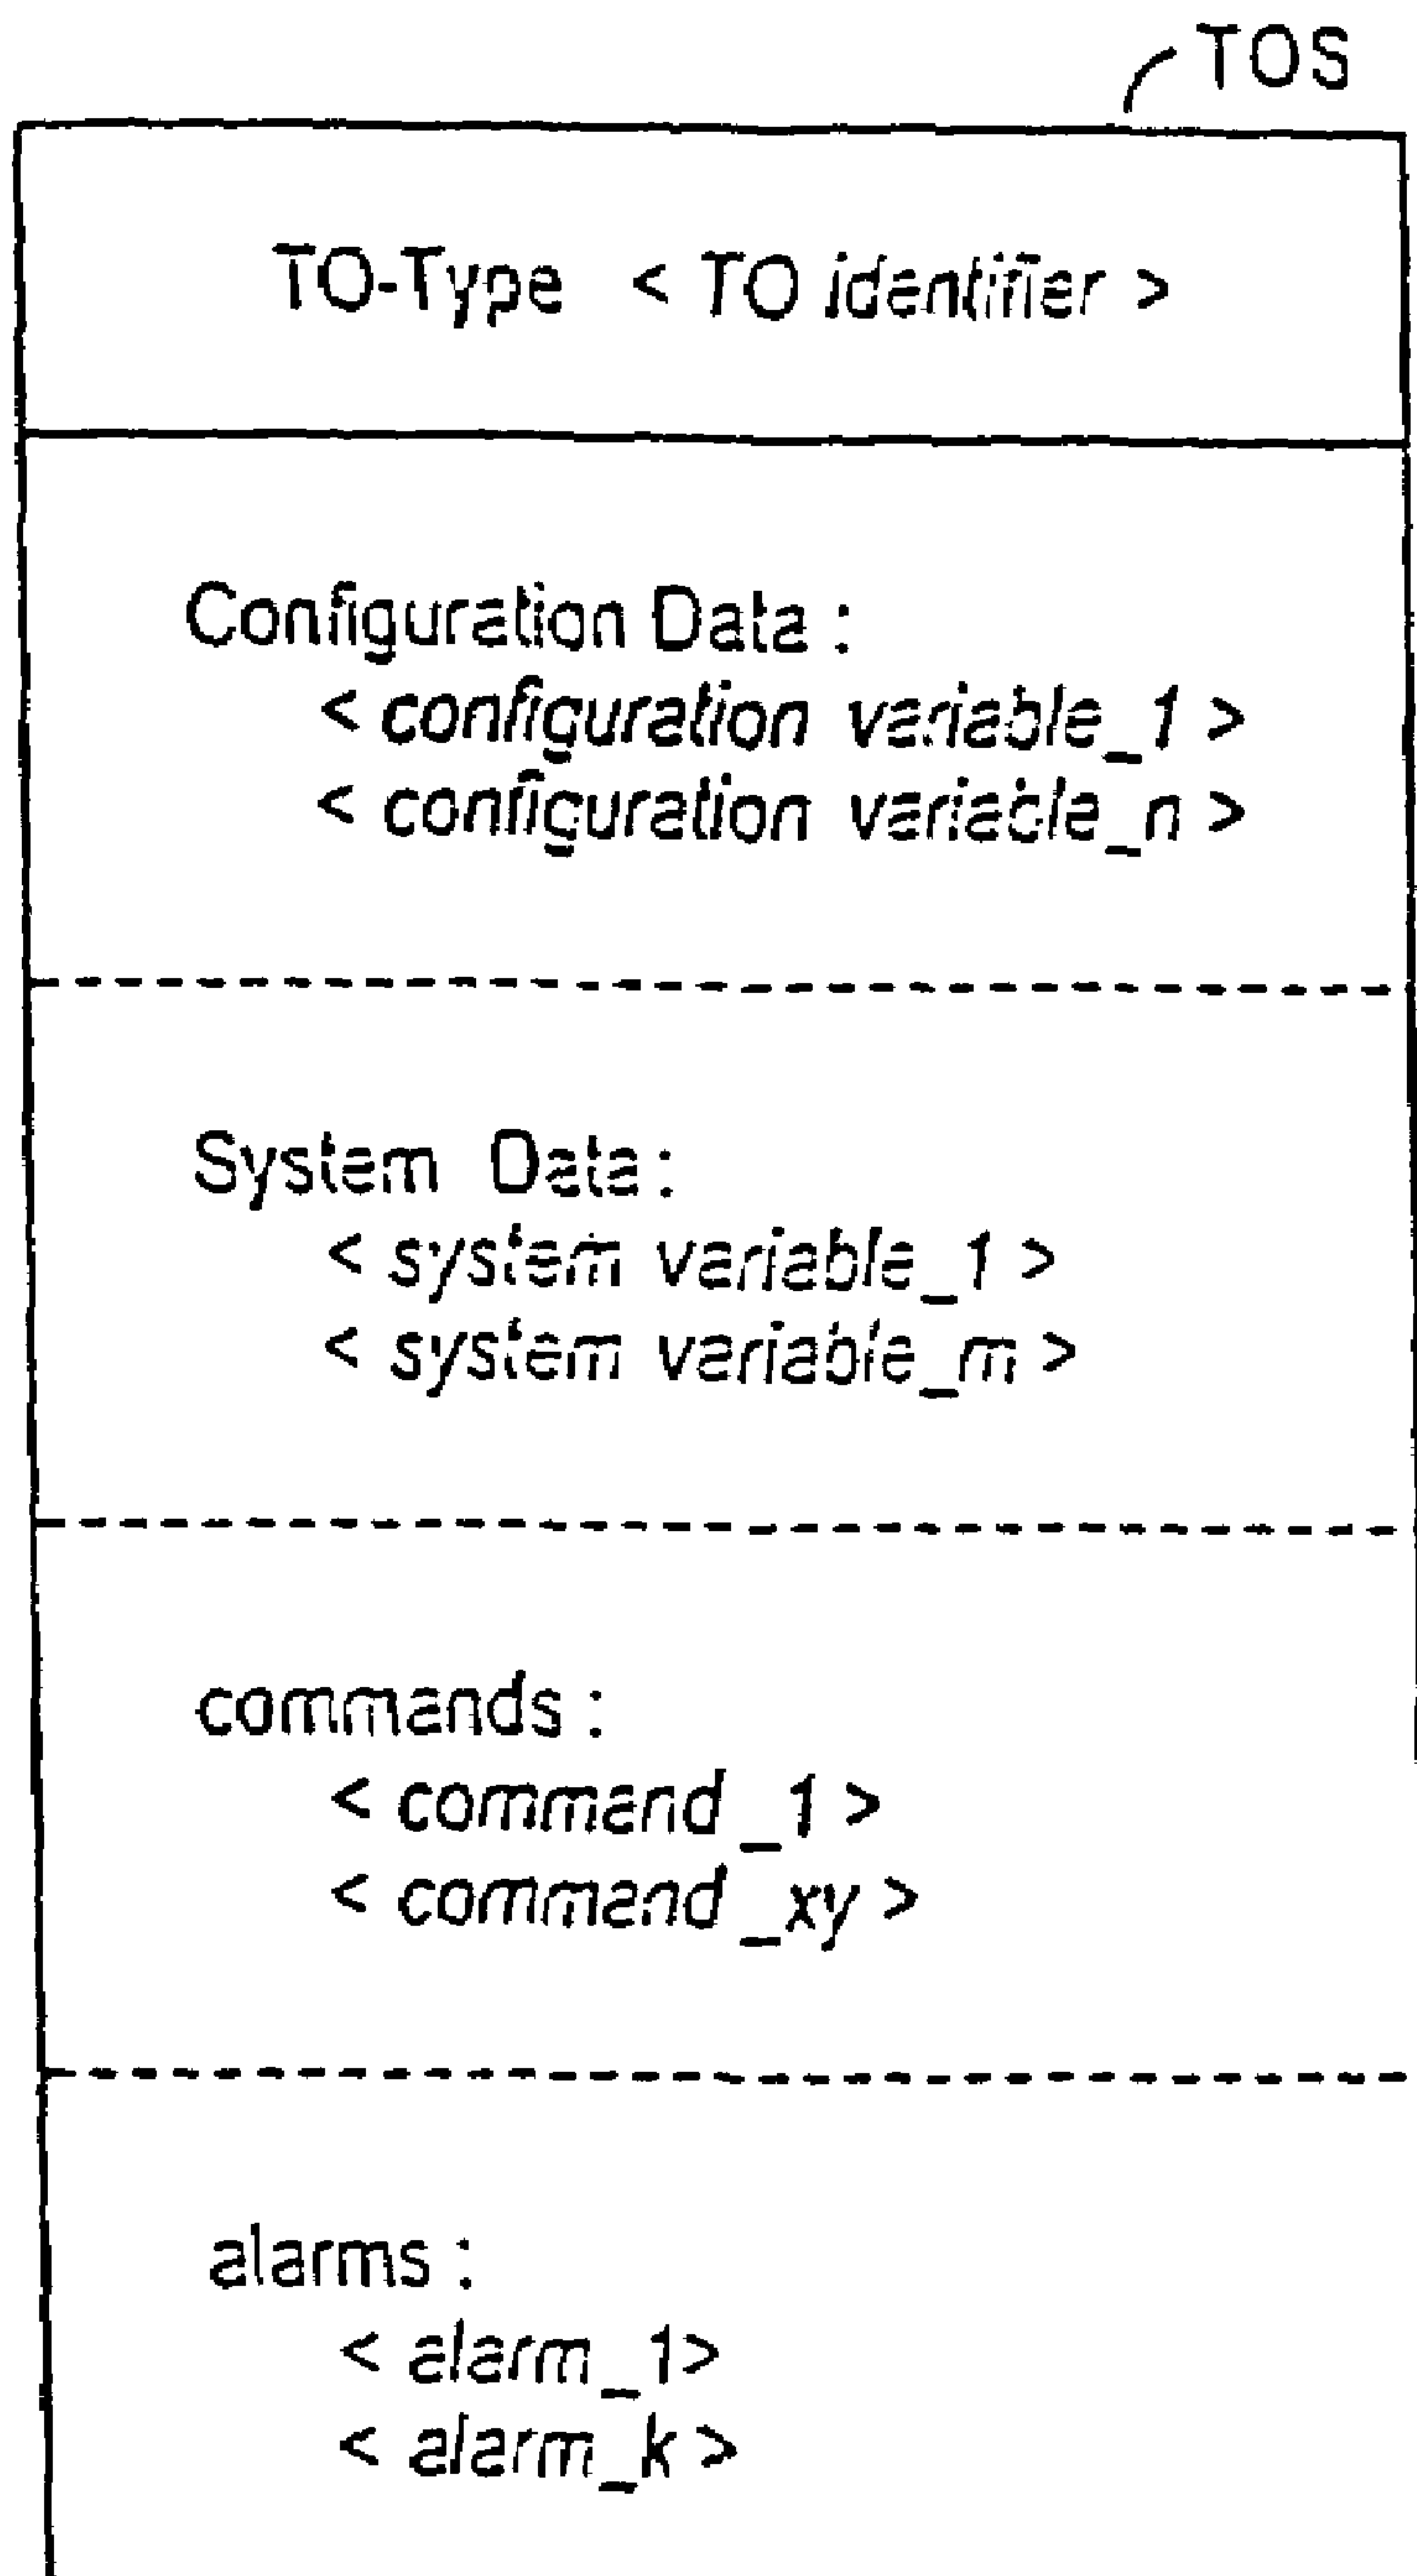 TOS
TO-Type < TO identifier >
Configuration Data :
< configuration variable_1 >
< configuration variable_n >
System Data :
< system variable_1 >
< system variable_m >
commands :
< command_1 >
< command_xy >
alarms :
< alarm_1>
< alarm_k >